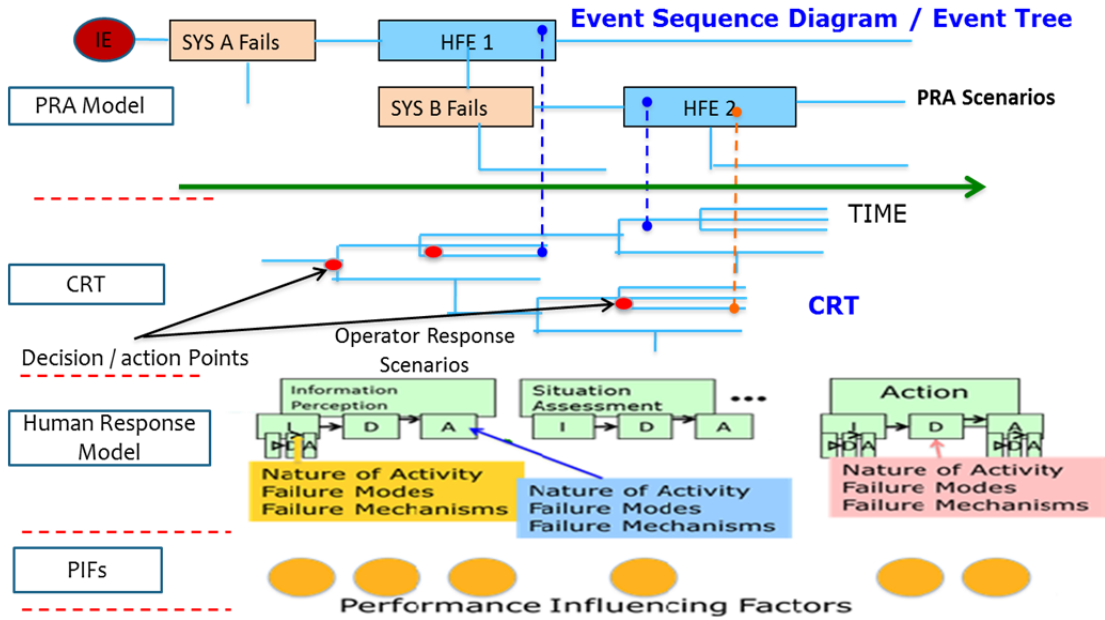 Event Sequence Diagram / Event Tree
IE
SYS A Fails
HFE 1
PRA Model
SYS B Fails
HFE 2
PRA Scenarios
TIME
CRT
CRT
Decision / action Points
Operator Response
Scenarios
Human Response
Model
Information
Perception
I D A
D A
Situation
Assessment
I D A
...
Action
I D A
D A
D A
Nature of Activity
Failure Modes
Failure Mechanisms
Nature of Activity
Failure Modes
Failure Mechanisms
Nature of Activity
Failure Modes
Failure Mechanisms
PIFs
Performance Influencing Factors